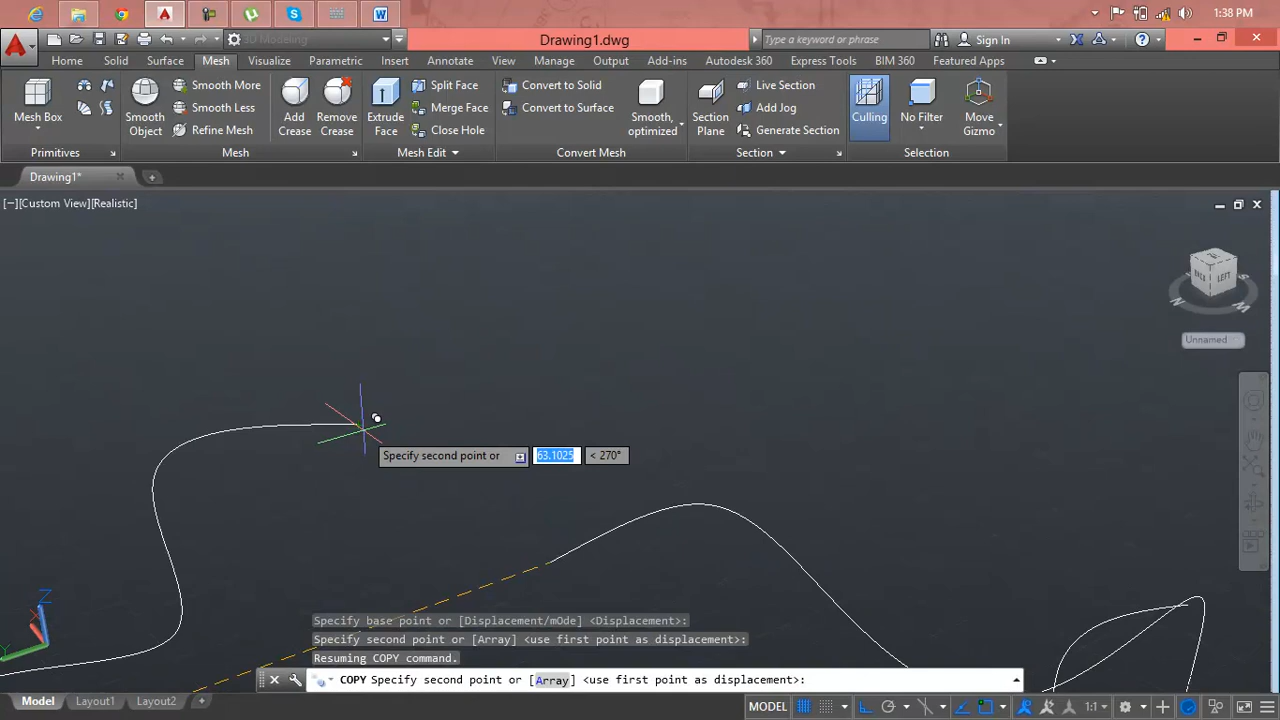 1:38 PM
3D Modeling
Drawing1.dwg
Type a keyword or phrase
Sign In
Home Solid Surface Mesh Visualize Parametric Insert Annotate View Manage Output Add-ins Autodesk 360 Express Tools BIM 360 Featured Apps
Mesh Box
Smooth Object
Smooth More
Smooth Less
Refine Mesh
Add Crease
Remove Crease
Extrude Face
Split Face
Merge Face
Close Hole
Convert to Solid
Convert to Surface
Smooth, optimized
Section Plane
Live Section
Add Jog
Generate Section
Culling
No Filter
Move Gizmo
Primitives Mesh Mesh Edit Convert Mesh Section Selection
Drawing1*
[−][Custom View][Realistic]
LEFT
N
S
Unnamed
Specify second point or 63.1025 < 270°
Z
X
Y
Specify base point or [Displacement/mOde] <Displacement>:
Specify second point or [Array] <use first point as displacement>:
Resuming COPY command.
COPY Specify second point or [Array] <use first point as displacement>:
Model Layout1 Layout2 +
MODEL
1:1